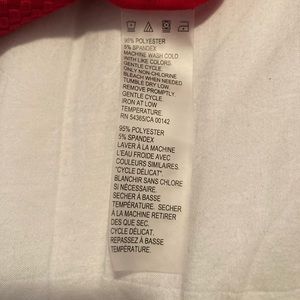 95% POLYESTER
5% SPANDEX
MACHINE WASH COLD
WITH LIKE COLORS.
GENTLE CYCLE.
ONLY NON-CHLORINE
BLEACH WHEN NEEDED
TUMBLE DRY LOW.
REMOVE PROMPTLY.
GENTLE CYCLE.
IRON AT LOW
TEMPERATURE.
RN 54365/CA 00142
95% POLYESTER
5% SPANDEX
LAVER À LA MACHINE
L'EAU FROIDE AVEC
COULEURS SIMILAIRES.
"CYCLE DÉLICAT".
BLANCHIR SANS CHLORE
SI NÉCESSAIRE.
SECHER À BASSE
TEMPÉRATURE. SECHER
À LA MACHINE RETIRER
DES QUE SEC.
CYCLE DÉLICAT.
REPASSEZ À BASSE
TEMPERATURE.